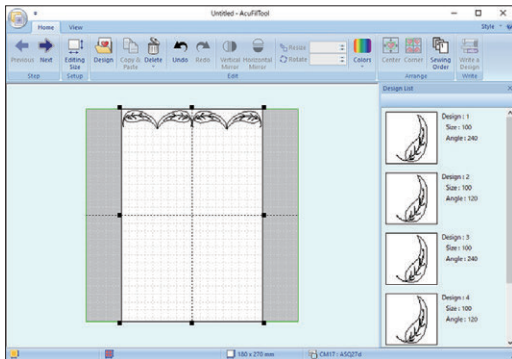 Untitled - AcuFilTool
Home View Style
Previous Next Editing Size Design Copy & Paste Delete Undo Redo Vertical Mirror Horizontal Mirror Resize Rotate Colors Center Corner Sewing Order Write a Design
Step Setup Edit Arrange Write
Design List
Design : 1
Size : 100
Angle : 240
Design : 2
Size : 100
Angle : 120
Design : 3
Size : 100
Angle : 240
Design : 4
Size : 100
Angle : 120
180 x 270 mm CM17 : ASQ27d